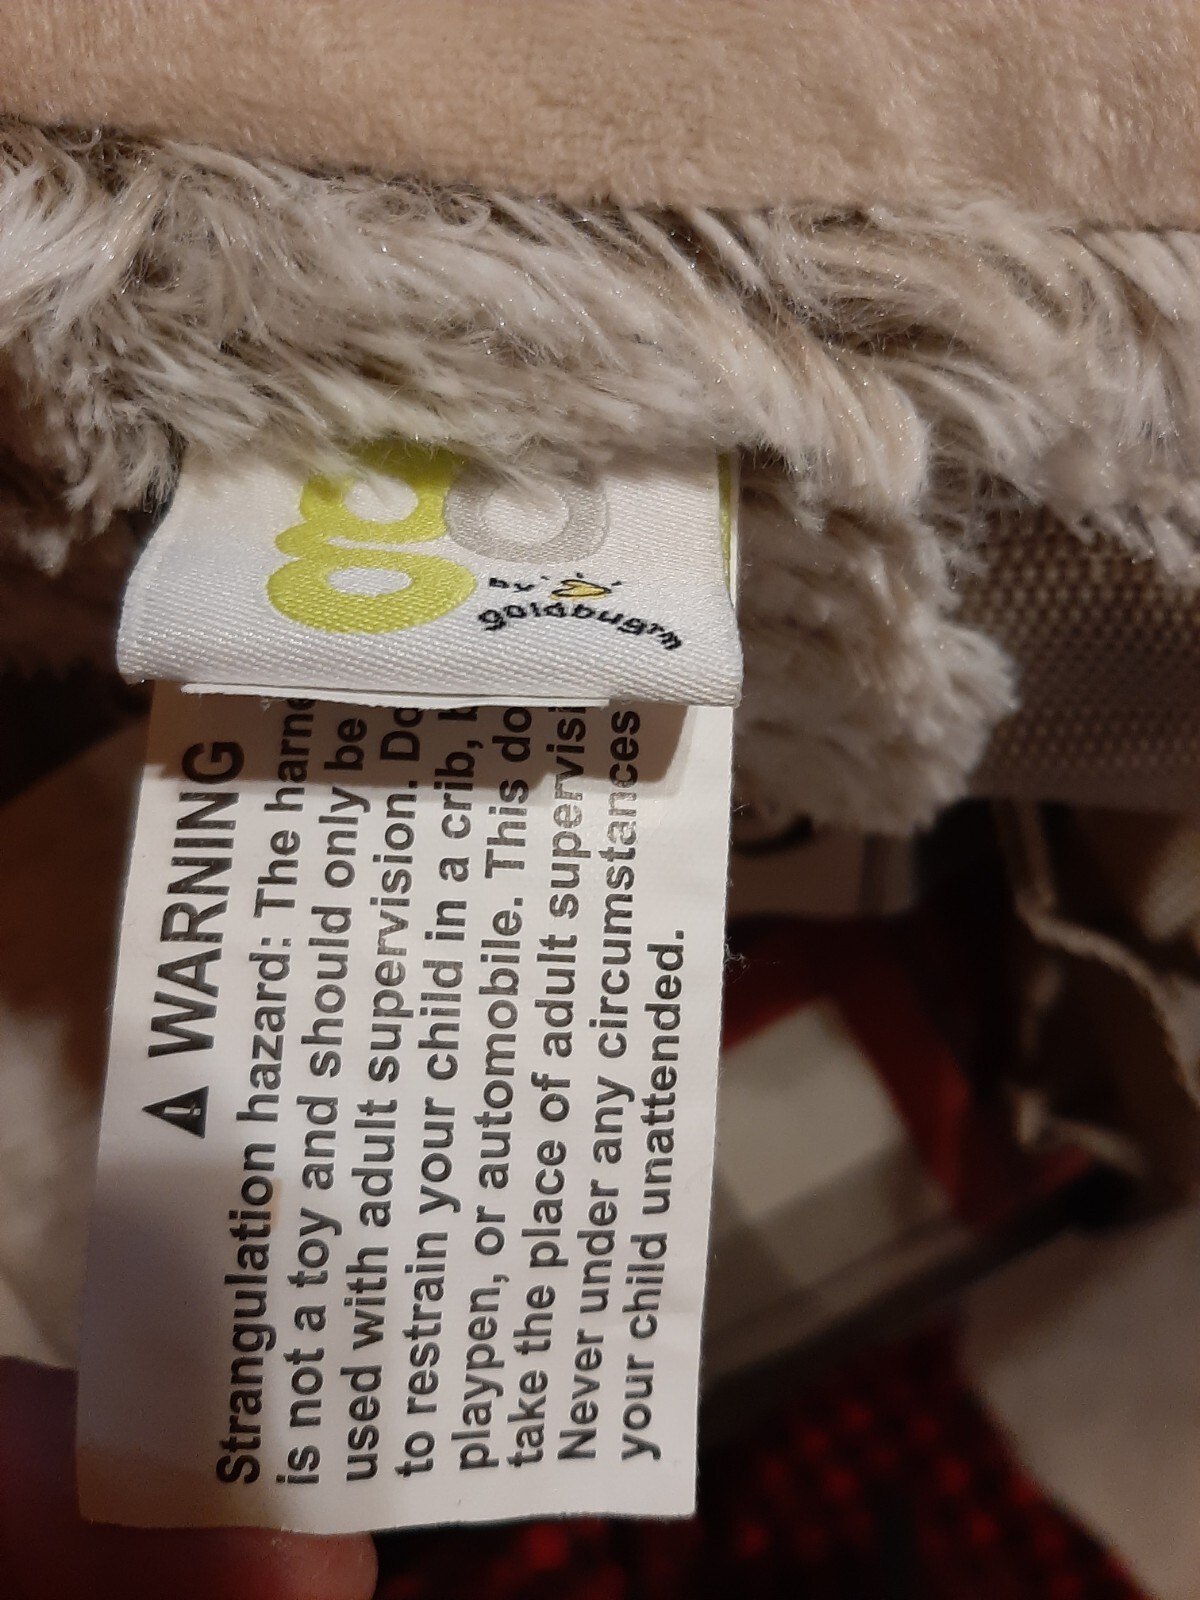 go
by
goldbug™
WARNING
Strangulation hazard: The
is not a toy and should only be
used with adult supervision.
to restrain your child in a crib,
playpen, or automobile. This
take the place of adult
Never under any circumstances
your child unattended.